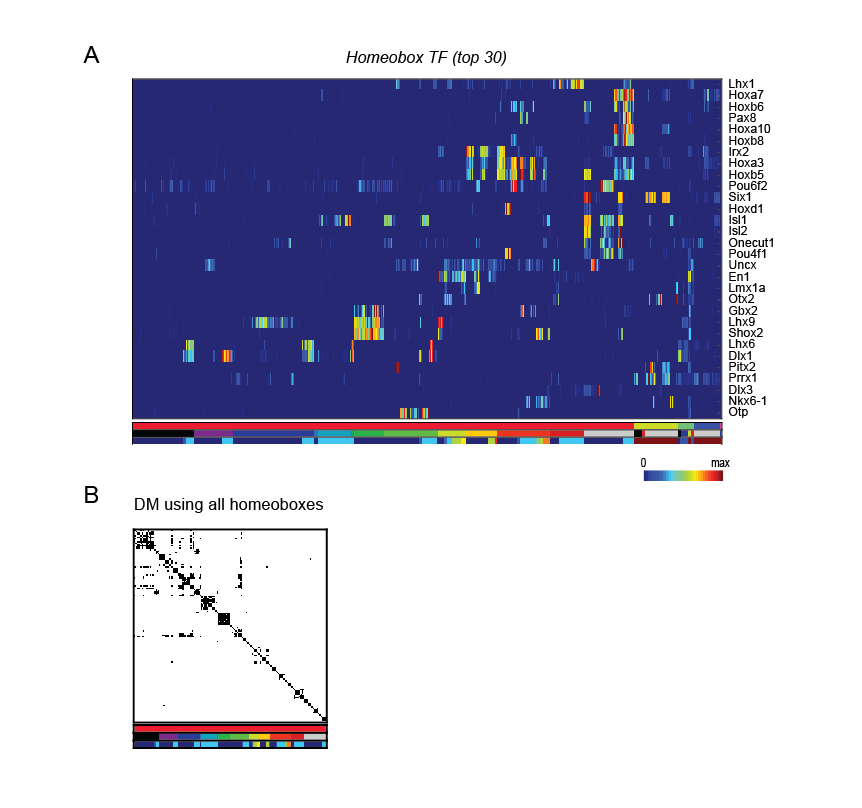 A
Homeobox TF (top 30)
Lhx1
Hoxa7
Hoxb6
Pax8
Hoxa10
Hoxb8
Irx2
Hoxa3
Hoxb5
Pou6f2
Six1
Hoxd1
Isl1
Isl2
Onecut1
Pou4f1
Uncx
En1
Lmx1a
Otx2
Gbx2
Lhx9
Shox2
Lhx6
Dlx1
Pitx2
Prrx1
Dlx3
Nkx6-1
Otp
0 max
B
DM using all homeoboxes